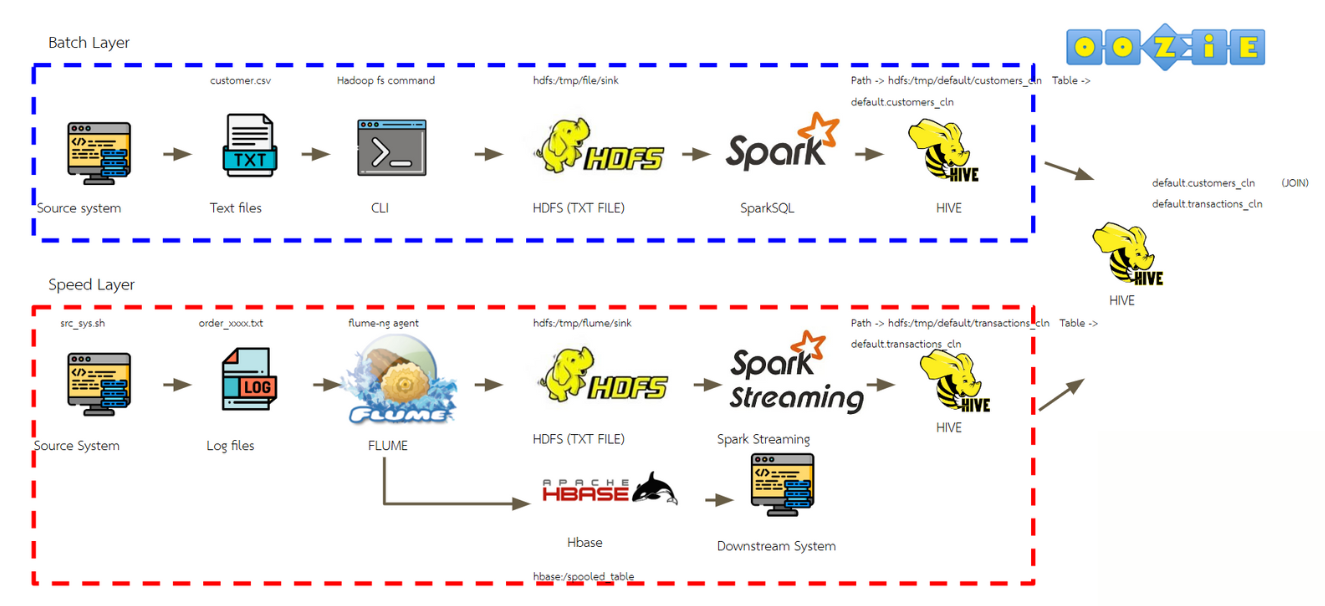 Batch Layer
OOZiE
customer.csv
Hadoop fs command
hdfs:/tmp/file/sink
Path -> hdfs:/tmp/default/customers_cln Table ->
default.customers_cln
</>
TXT
>_
HDFS
Spark
HIVE
Source system
Text files
CLI
HDFS (TXT FILE)
SparkSQL
HIVE
default.customers_cln (JOIN)
default.transactions_cln
HIVE
HIVE
Speed Layer
src_sys.sh
order_xxxx.txt
flume-ng agent
hdfs:/tmp/flume/sink
Path -> hdfs:/tmp/default/transactions_cln Table ->
default.transactions_cln
</>
LOG
FLUME
HDFS
Spark
Streaming
HIVE
Source System
Log files
FLUME
HDFS (TXT FILE)
Spark Streaming
HIVE
APACHE
HBASE
</>
Hbase
Downstream System
hbase:/spooled_table